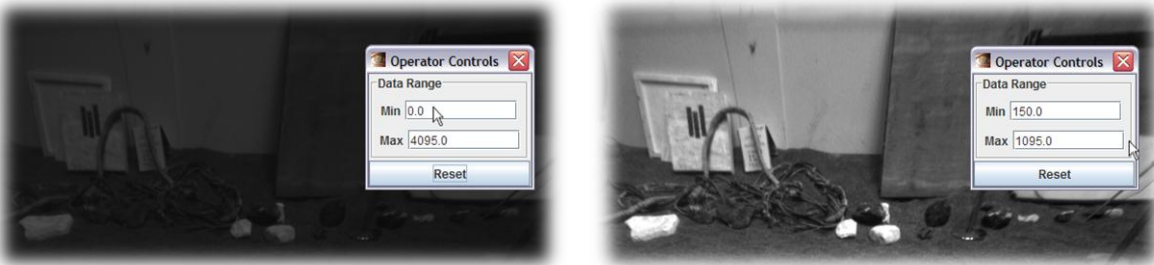 Operator Controls
Data Range
Min 0.0
Max 4095.0
Reset
Operator Controls
Data Range
Min 150.0
Max 1095.0
Reset